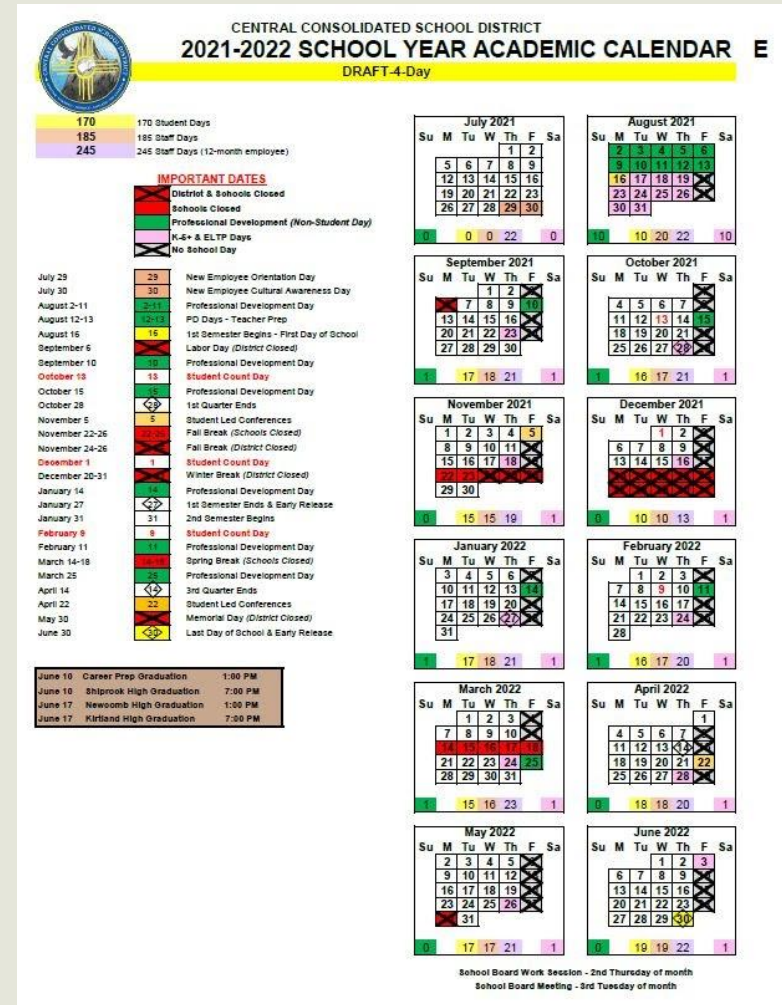 CENTRAL CONSOLIDATED SCHOOL DISTRICT
2021-2022 SCHOOL YEAR ACADEMIC CALENDAR E
DRAFT-4-Day
170 170 Student Days
185 185 Staff Days
245 245 Staff Days (12-month employee)
IMPORTANT DATES
District & Schools Closed
Schools Closed
Professional Development (Non-Student Day)
K-5+ & ELTP Days
No School Day
July 29 29 New Employee Orientation Day
July 30 30 New Employee Cultural Awareness Day
August 2-11 2-11 Professional Development Day
August 12-13 12-13 PD Days - Teacher Prep
August 16 16 1st Semester Begins - First Day of School
September 6 Labor Day (District Closed)
September 10 10 Professional Development Day
October 13 13 Student Count Day
October 15 15 Professional Development Day
October 28 28 1st Quarter Ends
November 5 5 Student Led Conferences
November 22-26 22-26 Fall Break (Schools Closed)
November 24-26 Fall Break (District Closed)
December 1 1 Student Count Day
December 20-31 Winter Break (District Closed)
January 14 14 Professional Development Day
January 27 27 1st Semester Ends & Early Release
January 31 31 2nd Semester Begins
February 9 9 Student Count Day
February 11 11 Professional Development Day
March 14-18 14-18 Spring Break (Schools Closed)
March 25 25 Professional Development Day
April 14 14 3rd Quarter Ends
April 22 22 Student Led Conferences
May 30 Memorial Day (District Closed)
June 30 30 Last Day of School & Early Release
June 10 Career Prep Graduation 1:00 PM
June 10 Shiprock High Graduation 7:00 PM
June 17 Newcomb High Graduation 1:00 PM
June 17 Kirtland High Graduation 7:00 PM
July 2021
Su M Tu W Th F Sa
1 2
5 6 7 8 9
12 13 14 15 16
19 20 21 22 23
26 27 28 29 30
0 0 0 22 0
August 2021
Su M Tu W Th F Sa
2 3 4 5 6
9 10 11 12 13
16 17 18 19
23 24 25 26
30 31
10 10 20 22 10
September 2021
Su M Tu W Th F Sa
1 2
7 8 9 10
13 14 15 16
20 21 22 23
27 28 29 30
1 17 18 21 1
October 2021
Su M Tu W Th F Sa
4 5 6 7
11 12 13 14 15
18 19 20 21
25 26 27 28
1 16 17 21 1
November 2021
Su M Tu W Th F Sa
1 2 3 4 5
8 9 10 11
15 16 17 18
22 23
29 30
0 15 15 19 1
December 2021
Su M Tu W Th F Sa
1 2
6 7 8 9
13 14 15 16
0 10 10 13 1
January 2022
Su M Tu W Th F Sa
3 4 5 6
10 11 12 13 14
17 18 19 20
24 25 26 27
31
1 17 18 21 1
February 2022
Su M Tu W Th F Sa
1 2 3
7 8 9 10 11
14 15 16 17
21 22 23 24
28
1 16 17 20 1
March 2022
Su M Tu W Th F Sa
1 2 3
7 8 9 10
14 15 16 17 18
21 22 23 24 25
28 29 30 31
1 15 16 23 1
April 2022
Su M Tu W Th F Sa
1
4 5 6 7
11 12 13 14
18 19 20 21 22
25 26 27 28
0 18 18 20 1
May 2022
Su M Tu W Th F Sa
2 3 4 5
9 10 11 12
16 17 18 19
23 24 25 26
31
0 17 17 21 1
June 2022
Su M Tu W Th F Sa
1 2 3
6 7 8 9
13 14 15 16
20 21 22 23
27 28 29 30
0 19 19 22 1
School Board Work Session - 2nd Thursday of month
School Board Meeting - 3rd Tuesday of month